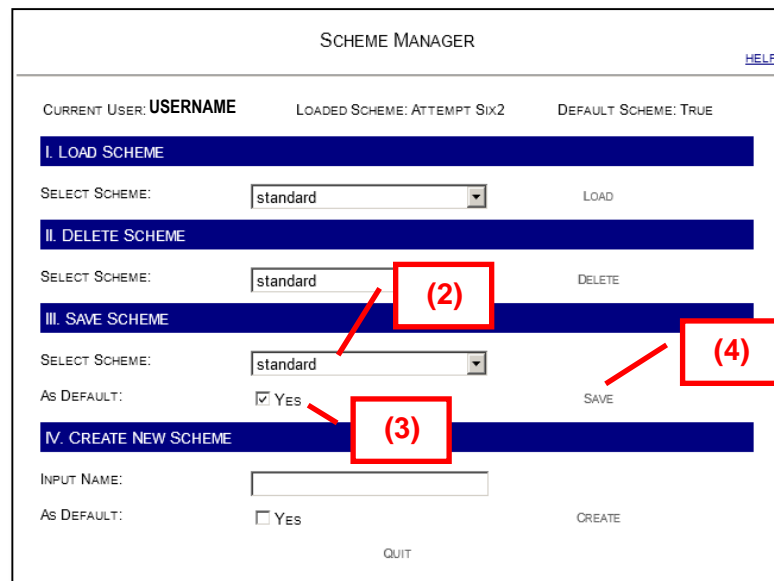 SCHEME MANAGER
HELP
CURRENT USER: USERNAME LOADED SCHEME: ATTEMPT SIX2 DEFAULT SCHEME: TRUE
I. LOAD SCHEME
SELECT SCHEME: standard LOAD
II. DELETE SCHEME
SELECT SCHEME: standard DELETE
(2)
III. SAVE SCHEME
SELECT SCHEME: standard
(4)
AS DEFAULT: YES SAVE
(3)
IV. CREATE NEW SCHEME
INPUT NAME:
AS DEFAULT: YES CREATE
QUIT